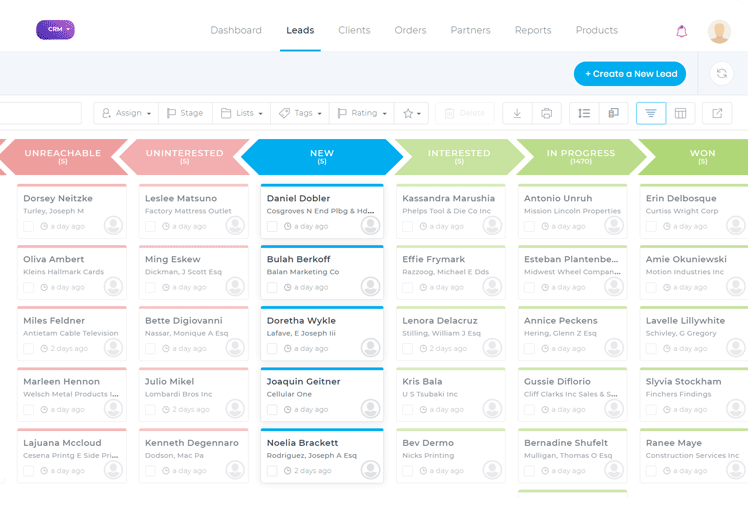 CRM
Dashboard
Leads
Clients
Orders
Partners
Reports
Products
+ Create a New Lead
Assign
Stage
Lists
Tags
Rating
Delete
UNREACHABLE
(5)
UNINTERESTED
(5)
NEW
(5)
INTERESTED
(5)
IN PROGRESS
(1470)
WON
(5)
Dorsey Neitzke
Turley, Joseph M
a day ago
Leslee Matsuno
Factory Mattress Outlet
a day ago
Daniel Dobler
Cosgroves N End Plbg & Hd...
a day ago
Kassandra Marushia
Phelps Tool & Die Co Inc
a day ago
Antonio Unruh
Mission Lincoln Properties
a day ago
Erin Delbosque
Curtiss Wright Corp
a day ago
Oliva Ambert
Kleins Hallmark Cards
a day ago
Ming Eskew
Dickman, J Scott Esq
a day ago
Bulah Berkoff
Balan Marketing Co
a day ago
Effie Frymark
Razzoog, Michael E Dds
a day ago
Esteban Plantenbe...
Midwest Wheel Compan...
a day ago
Amie Okuniewski
Motion Industries Inc
a day ago
Miles Feldner
Antietam Cable Television
2 days ago
Bette Digiovanni
Nassar, Monique A Esq
a day ago
Doretha Wykle
Lafave, E Joseph Iii
a day ago
Lenora Delacruz
Stilling, William J Esq
2 days ago
Annice Peckens
Hering, Glenn Z Esq
a day ago
Lavelle Lillywhite
Schivley, G Gregory
a day ago
Marleen Hennon
Welsch Metal Products I...
a day ago
Julio Mikel
Lombardi Bros Inc
2 days ago
Joaquin Geitner
Cellular One
a day ago
Kris Bala
U S Tsubaki Inc
a day ago
Gussie Diflorio
Cliff Clarks Inc Sales & S...
a day ago
Slyvia Stockham
Finchers Findings
a day ago
Lajuana Mccloud
Cesena Printg E Side Pri...
a day ago
Kenneth Degennaro
Dodson, Mac Pa
a day ago
Noelia Brackett
Rodriguez, Joseph A Esq
2 days ago
Bev Dermo
Nicks Printing
a day ago
Bernadine Shufelt
Mulligan, Thomas O Esq
a day ago
Ranee Maye
Construction Services Inc
a day ago